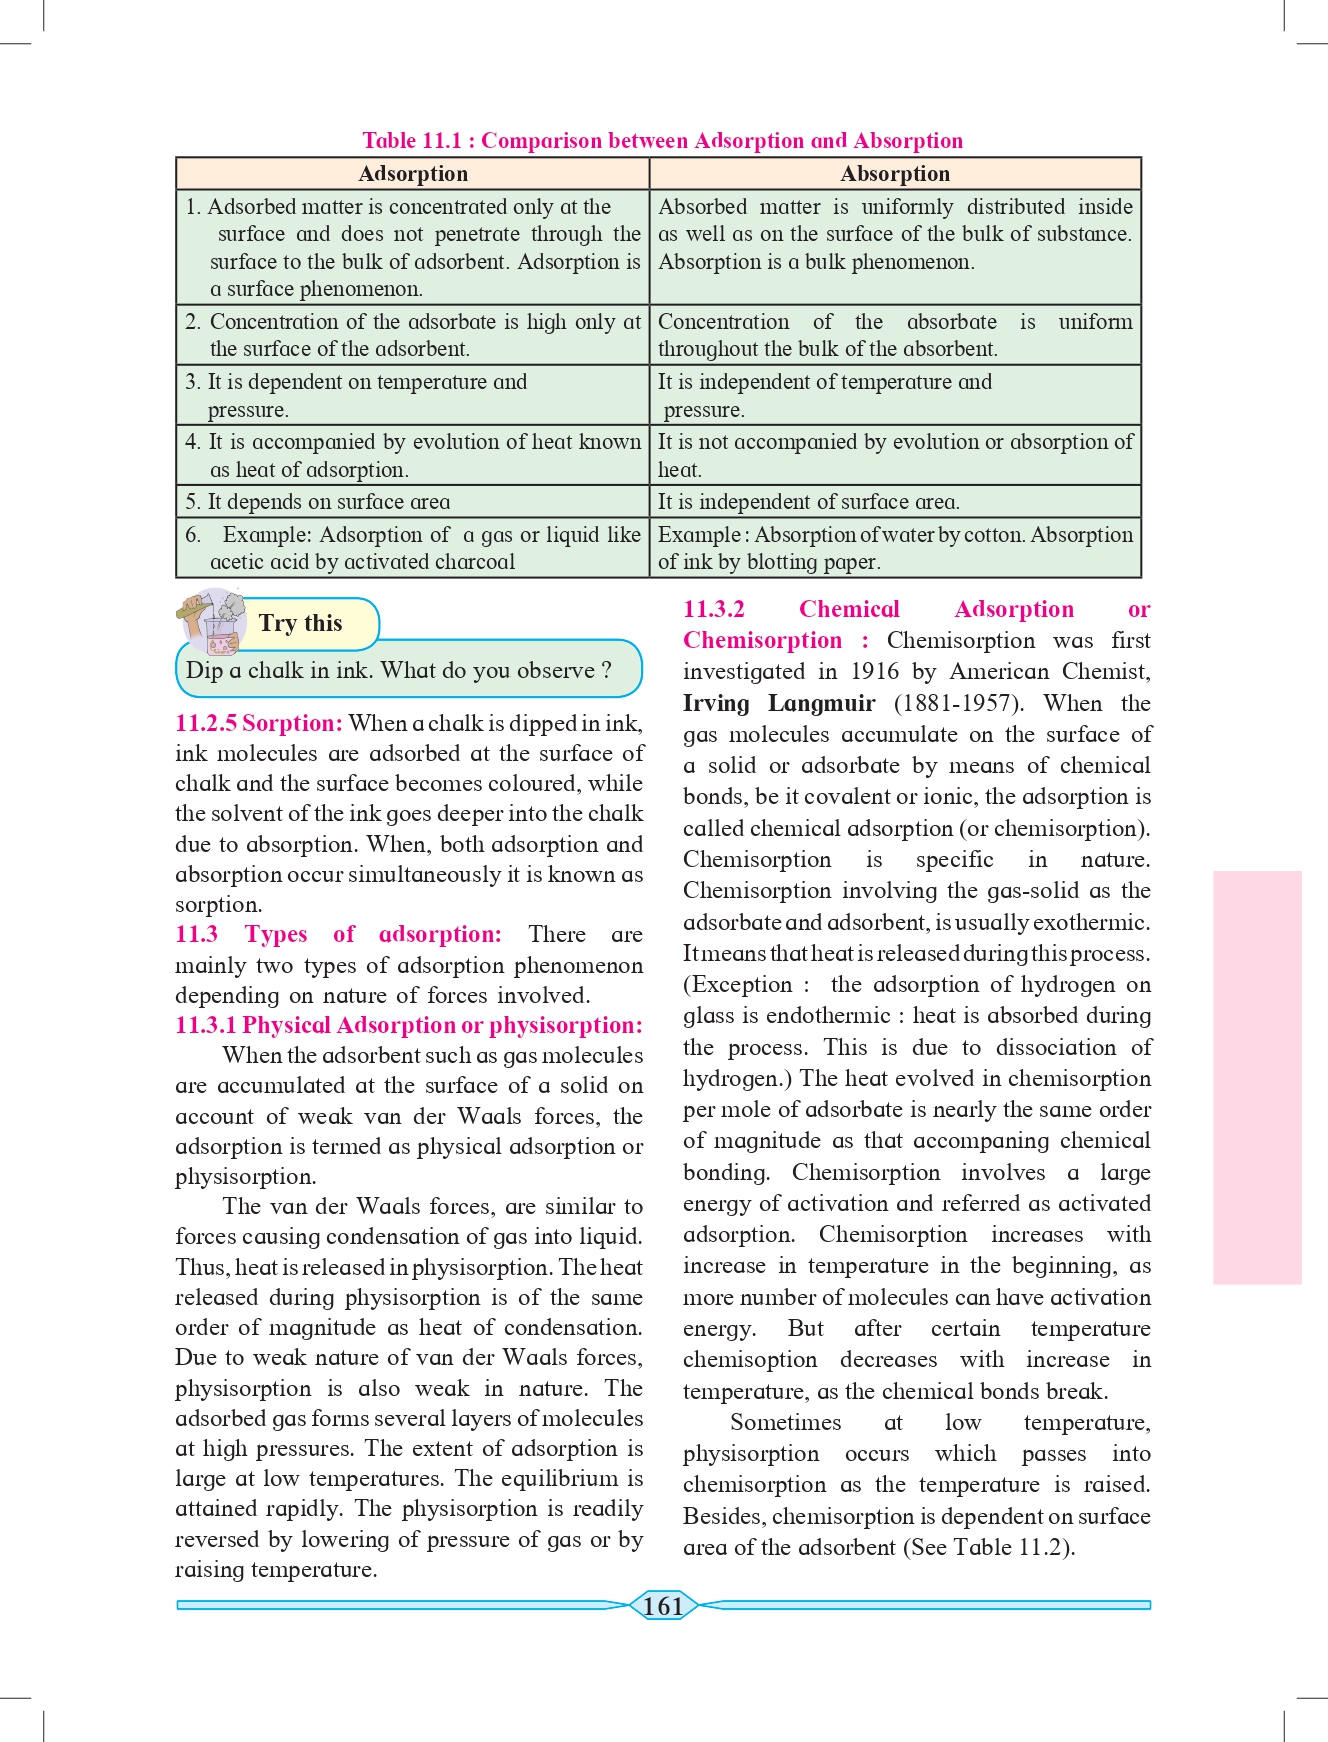 Table 11.1 : Comparison between Adsorption and Absorption
Adsorption
Absorption
1. Adsorbed matter is concentrated only at the
surface and does not penetrate through the
surface to the bulk of adsorbent. Adsorption is
a surface phenomenon.
Absorbed matter is uniformly distributed inside
as well as on the surface of the bulk of substance.
Absorption is a bulk phenomenon.
2. Concentration of the adsorbate is high only at
the surface of the adsorbent.
Concentration of the absorbate is uniform
throughout the bulk of the absorbent.
3. It is dependent on temperature and
pressure.
It is independent of temperature and
pressure.
4. It is accompanied by evolution of heat known
as heat of adsorption.
It is not accompanied by evolution or absorption of
heat.
5. It depends on surface area
It is independent of surface area.
6. Example: Adsorption of a gas or liquid like
acetic acid by activated charcoal
Example : Absorption of water by cotton. Absorption
of ink by blotting paper.
Try this
Dip a chalk in ink. What do you observe ?
11.2.5 Sorption: When a chalk is dipped in ink,
ink molecules are adsorbed at the surface of
chalk and the surface becomes coloured, while
the solvent of the ink goes deeper into the chalk
due to absorption. When, both adsorption and
absorption occur simultaneously it is known as
sorption.
11.3 Types of adsorption: There are
mainly two types of adsorption phenomenon
depending on nature of forces involved.
11.3.1 Physical Adsorption or physisorption:
When the adsorbent such as gas molecules
are accumulated at the surface of a solid on
account of weak van der Waals forces, the
adsorption is termed as physical adsorption or
physisorption.
The van der Waals forces, are similar to
forces causing condensation of gas into liquid.
Thus, heat is released in physisorption. The heat
released during physisorption is of the same
order of magnitude as heat of condensation.
Due to weak nature of van der Waals forces,
physisorption is also weak in nature. The
adsorbed gas forms several layers of molecules
at high pressures. The extent of adsorption is
large at low temperatures. The equilibrium is
attained rapidly. The physisorption is readily
reversed by lowering of pressure of gas or by
raising temperature.
11.3.2 Chemical Adsorption or
Chemisorption : Chemisorption was first
investigated in 1916 by American Chemist,
Irving Langmuir (1881-1957). When the
gas molecules accumulate on the surface of
a solid or adsorbate by means of chemical
bonds, be it covalent or ionic, the adsorption is
called chemical adsorption (or chemisorption).
Chemisorption is specific in nature.
Chemisorption involving the gas-solid as the
adsorbate and adsorbent, is usually exothermic.
It means that heat is released during this process.
(Exception : the adsorption of hydrogen on
glass is endothermic : heat is absorbed during
the process. This is due to dissociation of
hydrogen.) The heat evolved in chemisorption
per mole of adsorbate is nearly the same order
of magnitude as that accompaning chemical
bonding. Chemisorption involves a large
energy of activation and referred as activated
adsorption. Chemisorption increases with
increase in temperature in the beginning, as
more number of molecules can have activation
energy. But after certain temperature
chemisoption decreases with increase in
temperature, as the chemical bonds break.
Sometimes at low temperature,
physisorption occurs which passes into
chemisorption as the temperature is raised.
Besides, chemisorption is dependent on surface
area of the adsorbent (See Table 11.2).
161